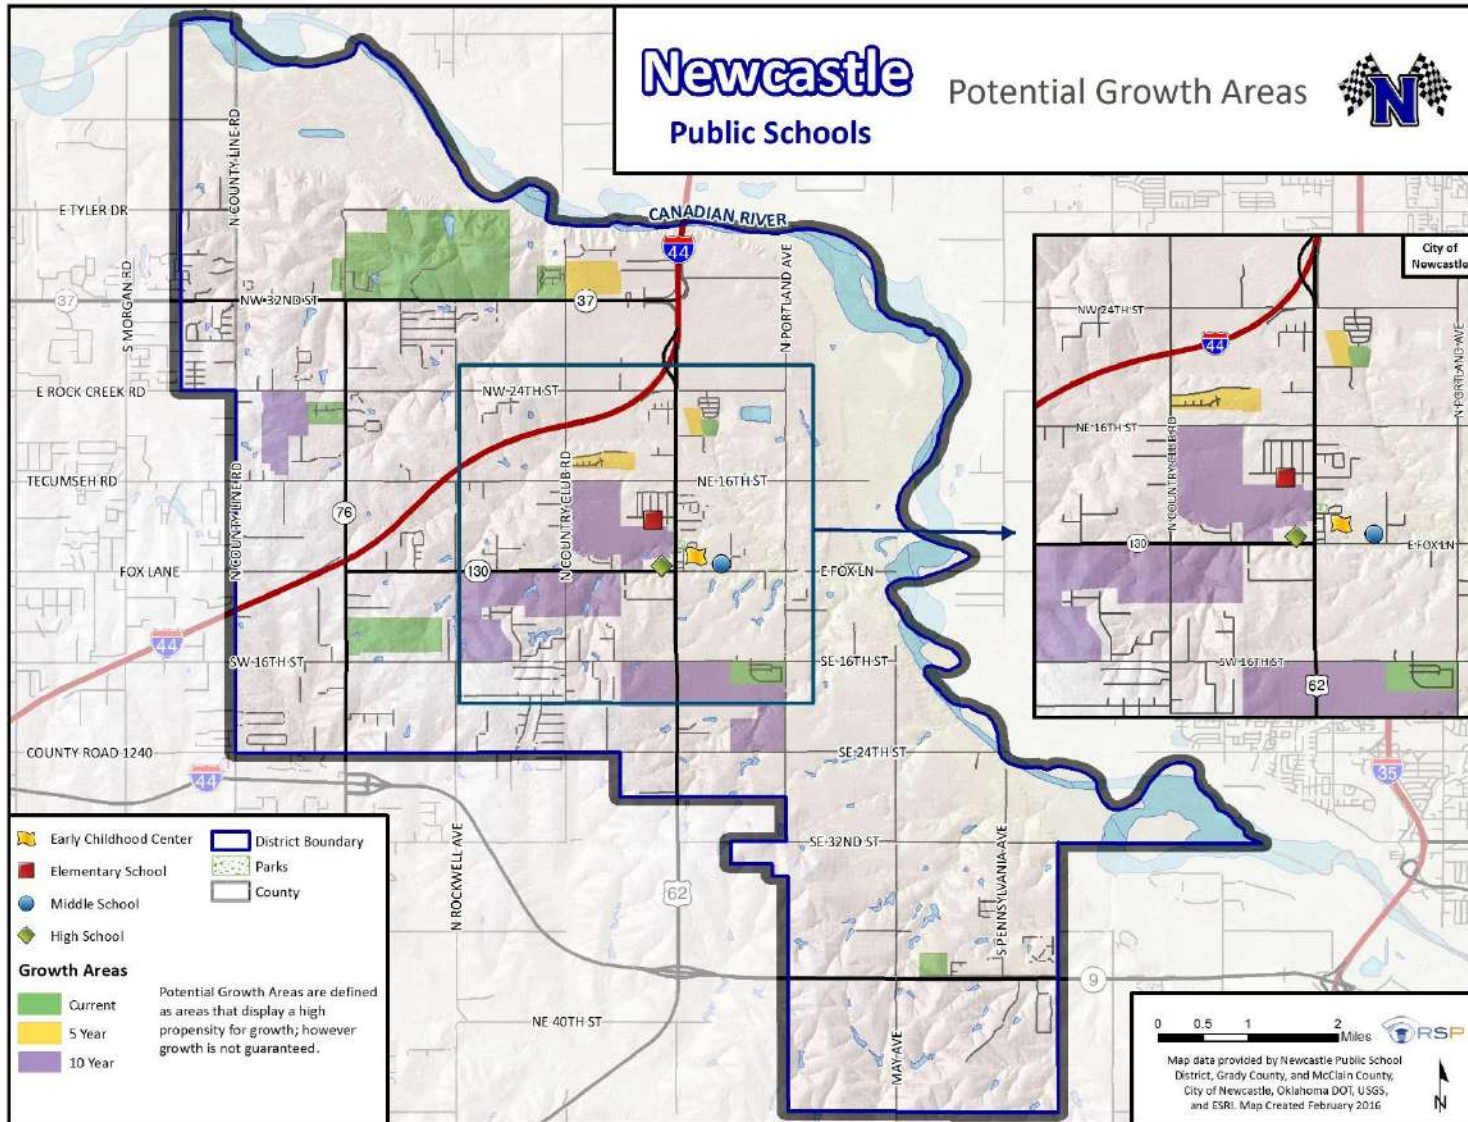 Newcastle
Public Schools
Potential Growth Areas
N
CANADIAN RIVER
N COUNTY LINE RD
E TYLER DR
S MORGAN RD
37
NW 32ND ST
37
44
N PORTLAND AVE
E ROCK CREEK RD
NW 24TH ST
TECUMSEH RD
N COUNTY LINE RD
76
N COUNTRY CLUB RD
NE 16TH ST
FOX LANE
130
E FOX LN
44
SW 16TH ST
SE 16TH ST
COUNTY ROAD 1240
44
SE 24TH ST
N ROCKWELL AVE
62
SE 32ND ST
S PENNSYLVANIA AVE
35
9
NE 40TH ST
MAY AVE
City of
Newcastle
NW 24TH ST
44
N PORTLAND AVE
NE 16TH ST
N COUNTRY CLUB RD
130
E FOX LN
SW 16TH ST
62
Early Childhood Center
Elementary School
Middle School
High School
District Boundary
Parks
County
Growth Areas
Current
5 Year
10 Year
Potential Growth Areas are defined
as areas that display a high
propensity for growth; however
growth is not guaranteed.
0 0.5 1 2
Miles
RSP
Map data provided by Newcastle Public School
District, Grady County, and McClain County,
City of Newcastle, Oklahoma DOT, USGS,
and ESRI. Map Created February 2016
N